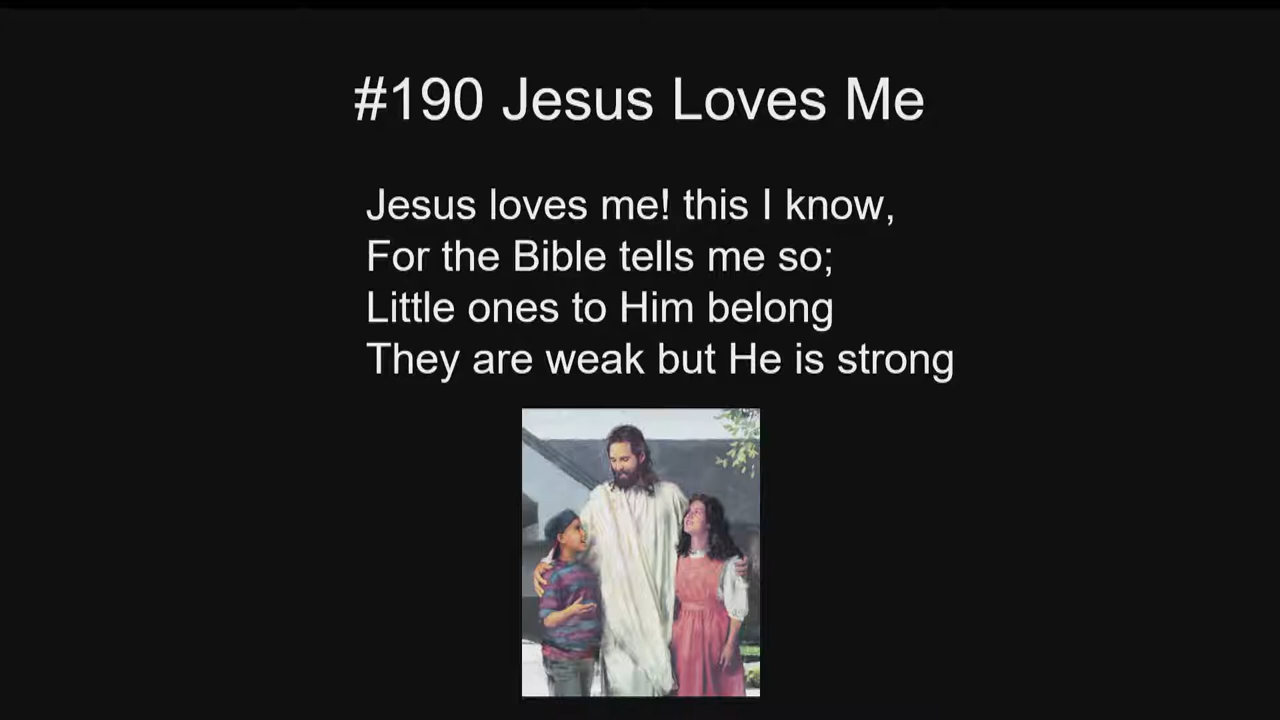 #190 Jesus Loves Me
Jesus loves me! this I know,
For the Bible tells me so;
Little ones to Him belong
They are weak but He is strong